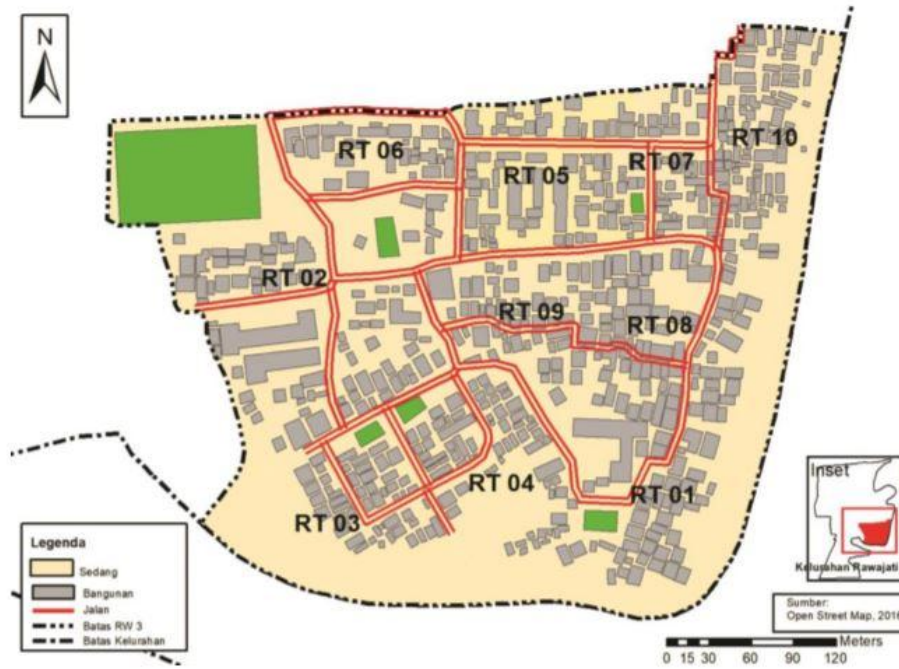 N
RT 06
RT 10
RT 07
RT 05
RT 02
RT 09
RT 08
RT 04
RT 01
RT 03
Inset
Kelurahan Rawajati
Legenda
Sedang
Bangunan
Jalan
Batas RW 3
Batas Kelurahan
Sumber:
Open Street Map, 2016
Meters
0 15 30 60 90 120